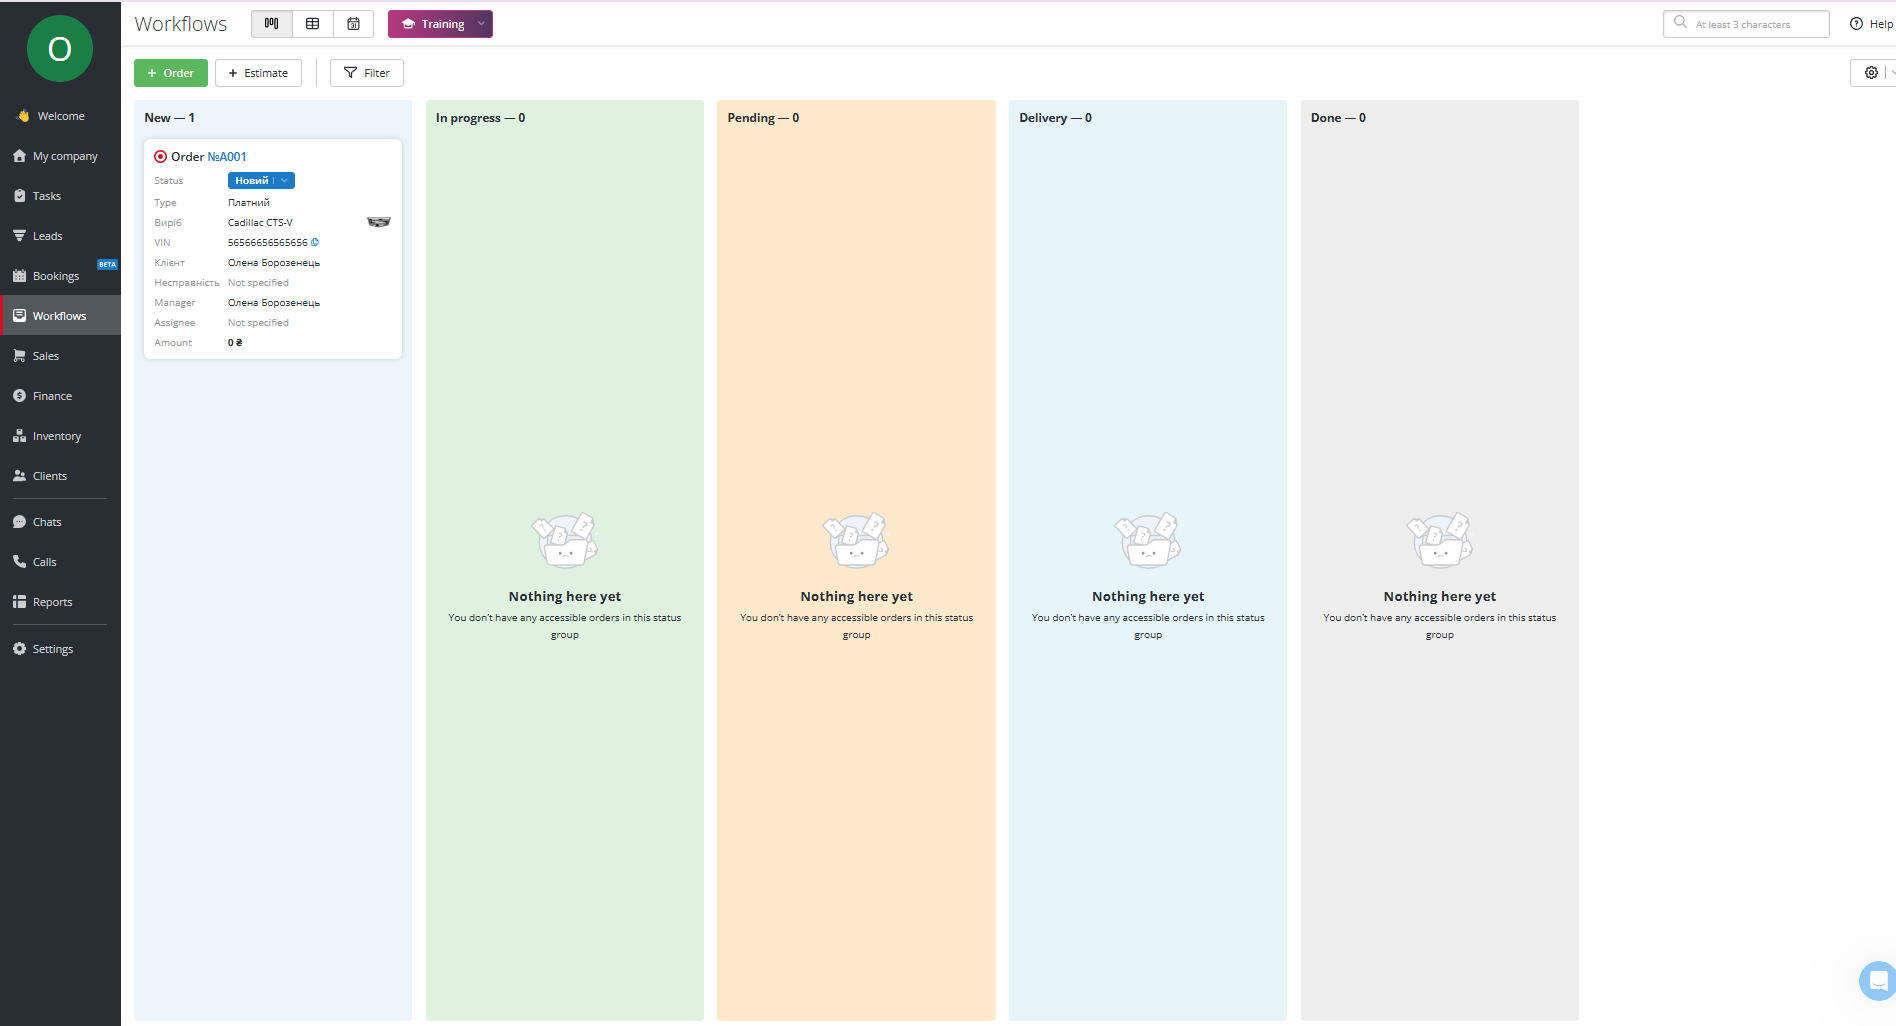 O
Welcome
My company
Tasks
Leads
BETA
Bookings
Workflows
Sales
Finance
Inventory
Clients
Chats
Calls
Reports
Settings
Workflows
31
Training
At least 3 characters
Help
+ Order
+ Estimate
Filter
New — 1
Order №A001
Status Новий
Type Платний
Виріб Cadillac CTS-V
VIN 56566656565656
Клієнт Олена Борозенець
Несправність Not specified
Manager Олена Борозенець
Assignee Not specified
Amount 0 ₴
In progress — 0
Nothing here yet
You don't have any accessible orders in this status
group
Pending — 0
Nothing here yet
You don't have any accessible orders in this status
group
Delivery — 0
Nothing here yet
You don't have any accessible orders in this status
group
Done — 0
Nothing here yet
You don't have any accessible orders in this status
group